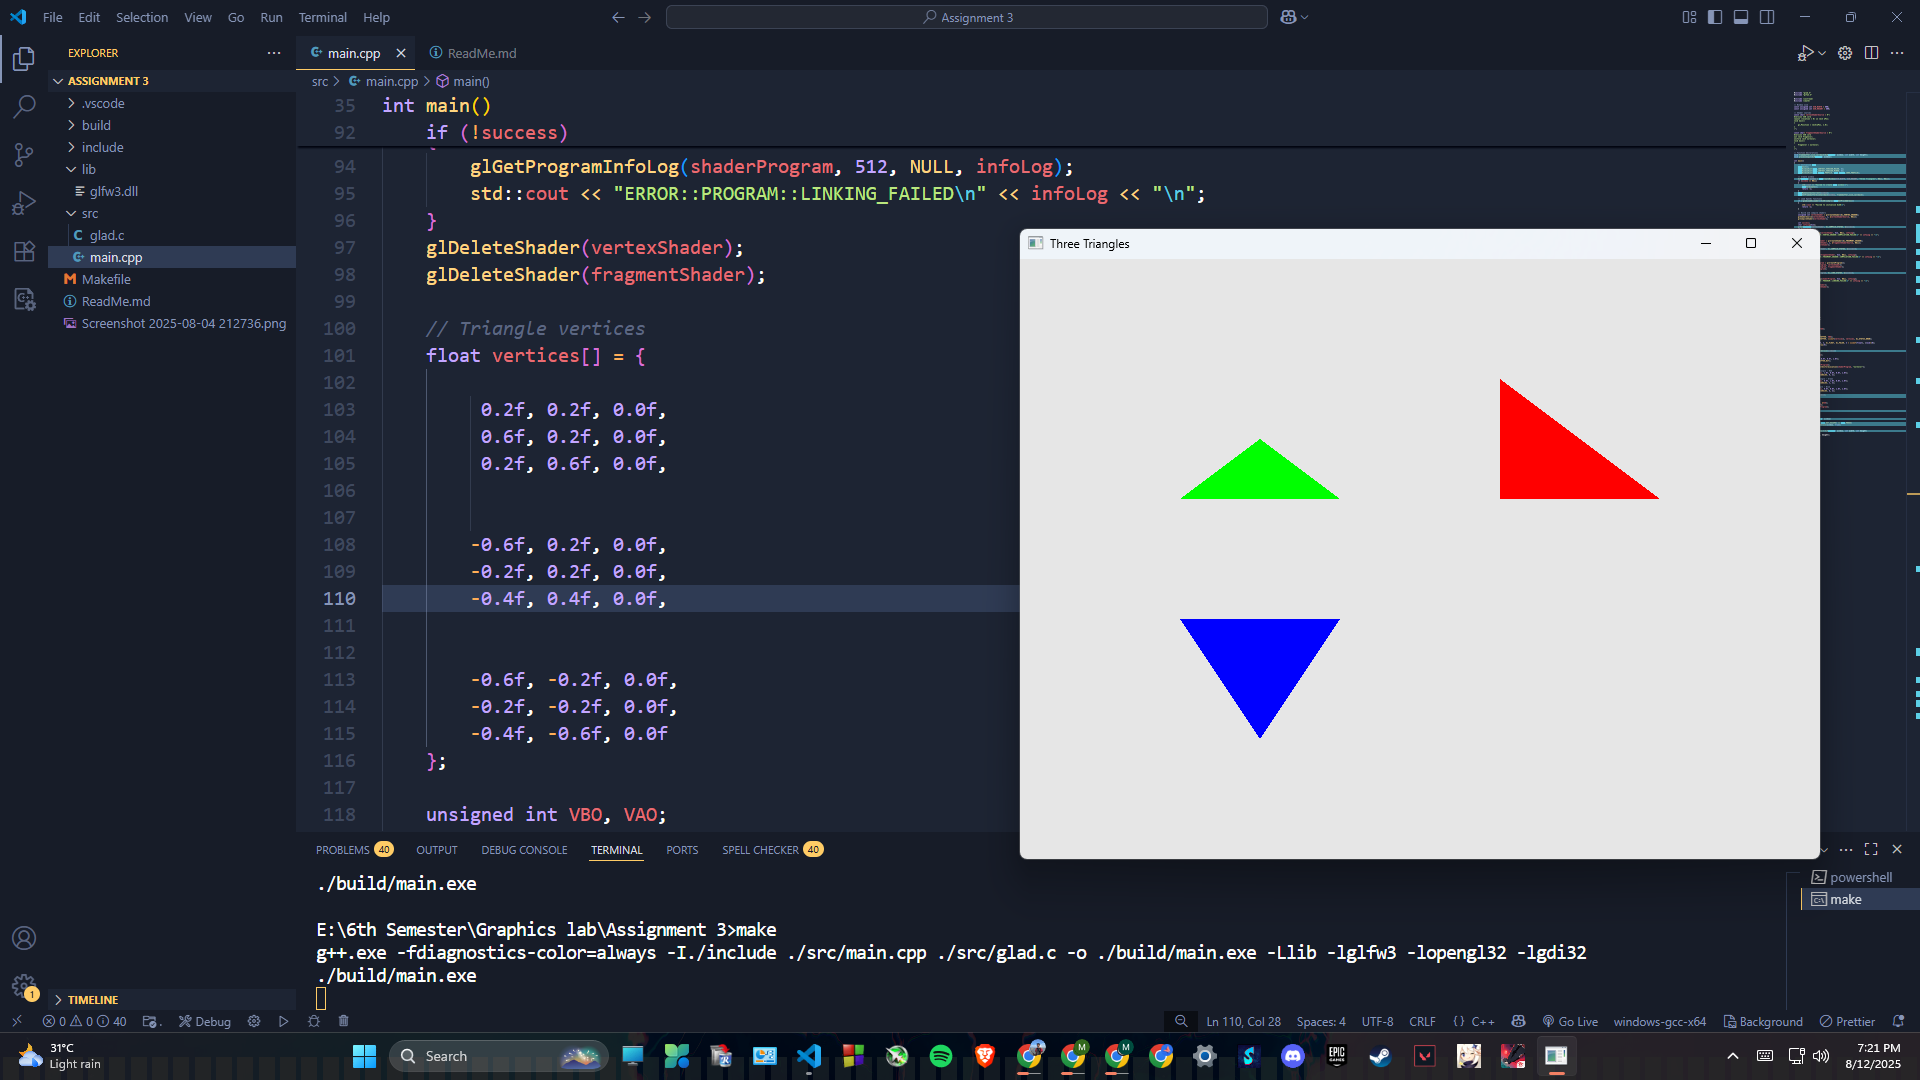 File Edit Selection View Go Run Terminal Help
Assignment 3
EXPLORER
ASSIGNMENT 3
.vscode
build
include
lib
glfw3.dll
src
glad.c
main.cpp
Makefile
ReadMe.md
Screenshot 2025-08-04 212736.png
TIMELINE
main.cpp
ReadMe.md
src > main.cpp > main()
35 int main()
92 if (!success)
94 glGetProgramInfoLog(shaderProgram, 512, NULL, infoLog);
95 std::cout << "ERROR::PROGRAM::LINKING_FAILED\n" << infoLog << "\n";
96 }
97 glDeleteShader(vertexShader);
98 glDeleteShader(fragmentShader);
99
100 // Triangle vertices
101 float vertices[] = {
102
103 0.2f, 0.2f, 0.0f,
104 0.6f, 0.2f, 0.0f,
105 0.2f, 0.6f, 0.0f,
106
107
108 -0.6f, 0.2f, 0.0f,
109 -0.2f, 0.2f, 0.0f,
110 -0.4f, 0.4f, 0.0f,
111
112
113 -0.6f, -0.2f, 0.0f,
114 -0.2f, -0.2f, 0.0f,
115 -0.4f, -0.6f, 0.0f
116 };
117
118 unsigned int VBO, VAO;
Three Triangles
PROBLEMS 40 OUTPUT DEBUG CONSOLE TERMINAL PORTS SPELL CHECKER 40
./build/main.exe
E:\6th Semester\Graphics lab\Assignment 3>make
g++.exe -fdiagnostics-color=always -I./include ./src/main.cpp ./src/glad.c -o ./build/main.exe -Llib -lglfw3 -lopengl32 -lgdi32
./build/main.exe
powershell
make
1
0 0 40 Debug Ln 110, Col 28 Spaces: 4 UTF-8 CRLF {} C++ Go Live windows-gcc-x64 Background Prettier
31°C
Light rain
Search
EPIC
GAMES
7:21 PM
8/12/2025